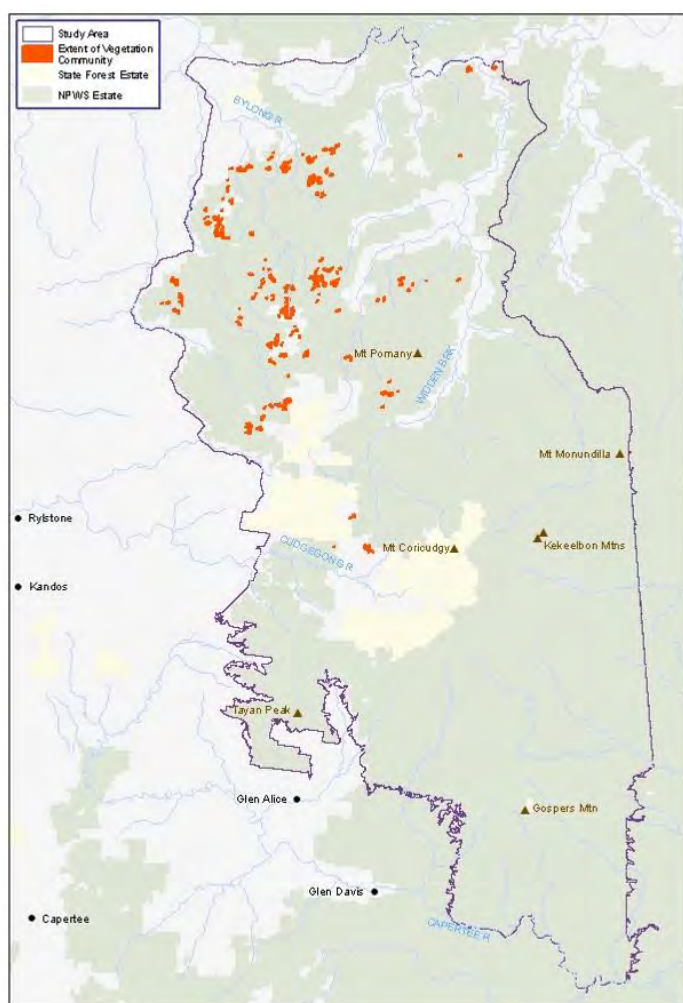 Study Area
Extent of Vegetation
Community
State Forest Estate
NPWS Estate
BYLONG R
Mt Pomany
WIDDEN BRK
Mt Monundilla
Rylstone
Kekeelbon Mtns
Mt Coricudgy
CUDGEGONG R
Kandos
Tayan Peak
Glen Alice
Gospers Mtn
Glen Davis
Capertee
CAPERTEE R